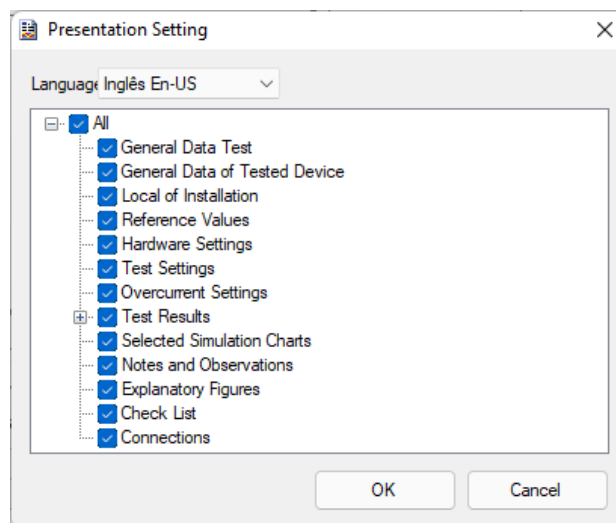 Presentation Setting
Language Inglês En-US
All
General Data Test
General Data of Tested Device
Local of Installation
Reference Values
Hardware Settings
Test Settings
Overcurrent Settings
Test Results
Selected Simulation Charts
Notes and Observations
Explanatory Figures
Check List
Connections
OK Cancel